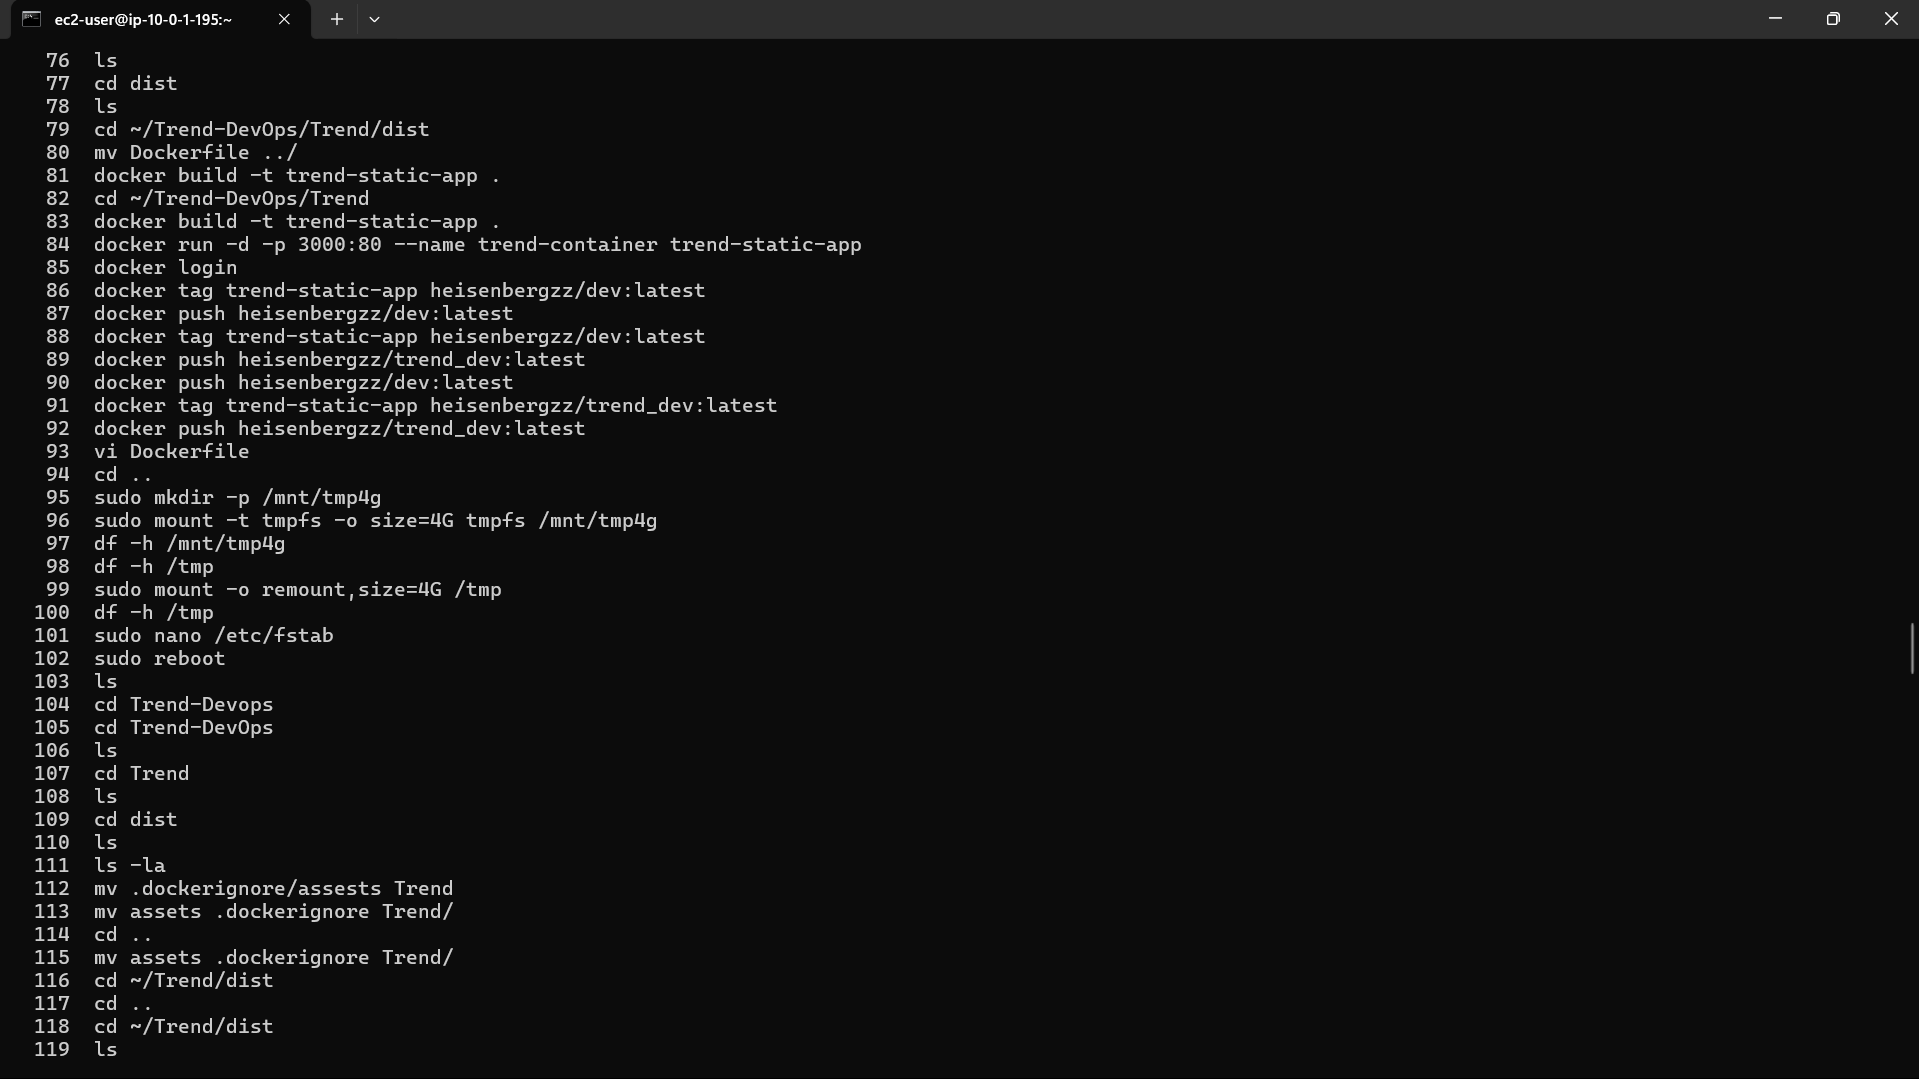 ec2-user@ip-10-0-1-195:~
76 ls
77 cd dist
78 ls
79 cd ~/Trend-DevOps/Trend/dist
80 mv Dockerfile ../
81 docker build -t trend-static-app .
82 cd ~/Trend-DevOps/Trend
83 docker build -t trend-static-app .
84 docker run -d -p 3000:80 --name trend-container trend-static-app
85 docker login
86 docker tag trend-static-app heisenbergzz/dev:latest
87 docker push heisenbergzz/dev:latest
88 docker tag trend-static-app heisenbergzz/dev:latest
89 docker push heisenbergzz/trend_dev:latest
90 docker push heisenbergzz/dev:latest
91 docker tag trend-static-app heisenbergzz/trend_dev:latest
92 docker push heisenbergzz/trend_dev:latest
93 vi Dockerfile
94 cd ..
95 sudo mkdir -p /mnt/tmp4g
96 sudo mount -t tmpfs -o size=4G tmpfs /mnt/tmp4g
97 df -h /mnt/tmp4g
98 df -h /tmp
99 sudo mount -o remount,size=4G /tmp
100 df -h /tmp
101 sudo nano /etc/fstab
102 sudo reboot
103 ls
104 cd Trend-Devops
105 cd Trend-DevOps
106 ls
107 cd Trend
108 ls
109 cd dist
110 ls
111 ls -la
112 mv .dockerignore/assests Trend
113 mv assets .dockerignore Trend/
114 cd ..
115 mv assets .dockerignore Trend/
116 cd ~/Trend/dist
117 cd ..
118 cd ~/Trend/dist
119 ls